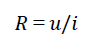 R = u/i